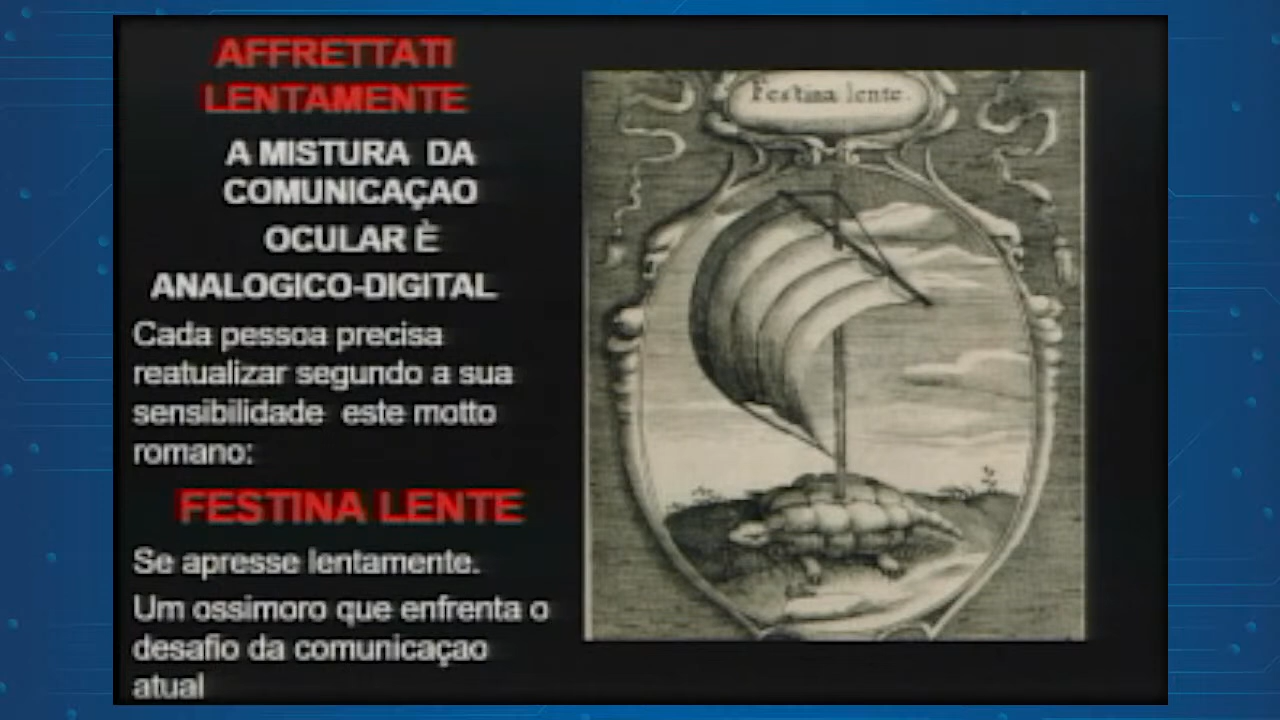 AFFRETTATI
LENTAMENTE
A MISTURA DA
COMUNICAÇAO
OCULAR È
ANALOGICO-DIGITAL
Cada pessoa precisa
reatualizar segundo a sua
sensibilidade este motto
romano:
FESTINA LENTE
Se apresse lentamente.
Um ossimoro que enfrenta o
desafio da comunicaçao
atual
Festina lente.